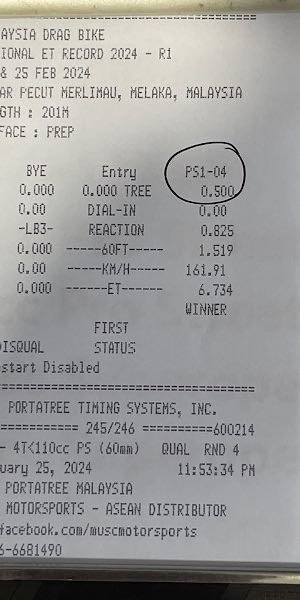 AYSIA DRAG BIKE
IONAL ET RECORD 2024 - R1
& 25 FEB 2024
AR PECUT MERLIMAU, MELAKA, MALAYSIA
GTH : 201M
FACE : PREP
BYE Entry PS1-04
0.000 0.000 TREE 0.500
0.00 DIAL-IN 0.00
-LB3- REACTION 0.825
0.000 -----60FT----- 1.519
0.00 -----KM/H----- 161.91
0.000 ------ET------ 6.734
WINNER
FIRST
DISQUAL STATUS
start Disabled
PORTATREE TIMING SYSTEMS, INC.
=========== 245/246 ==========600214
- 4T<110cc PS (60mm) QUAL RND 4
uary 25, 2024 11:53:34 PM
PORTATREE MALAYSIA
MOTORSPORTS - ASEAN DISTRIBUTOR
facebook.com/muscmotorsports
6-6681490